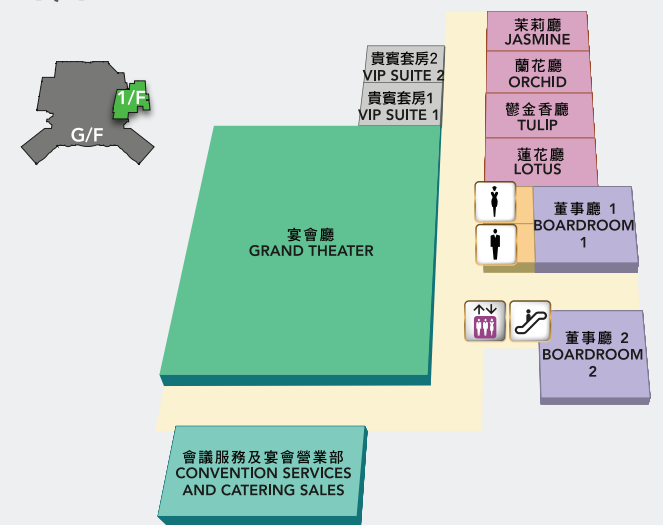 茉莉廳
JASMINE
蘭花廳
ORCHID
鬱金香廳
TULIP
蓮花廳
LOTUS
貴賓套房2
VIP SUITE 2
貴賓套房1
VIP SUITE 1
1/F
G/F
宴會廳
GRAND THEATER
董事廳 1
BOARDROOM
1
董事廳 2
BOARDROOM
2
會議服務及宴會營業部
CONVENTION SERVICES
AND CATERING SALES